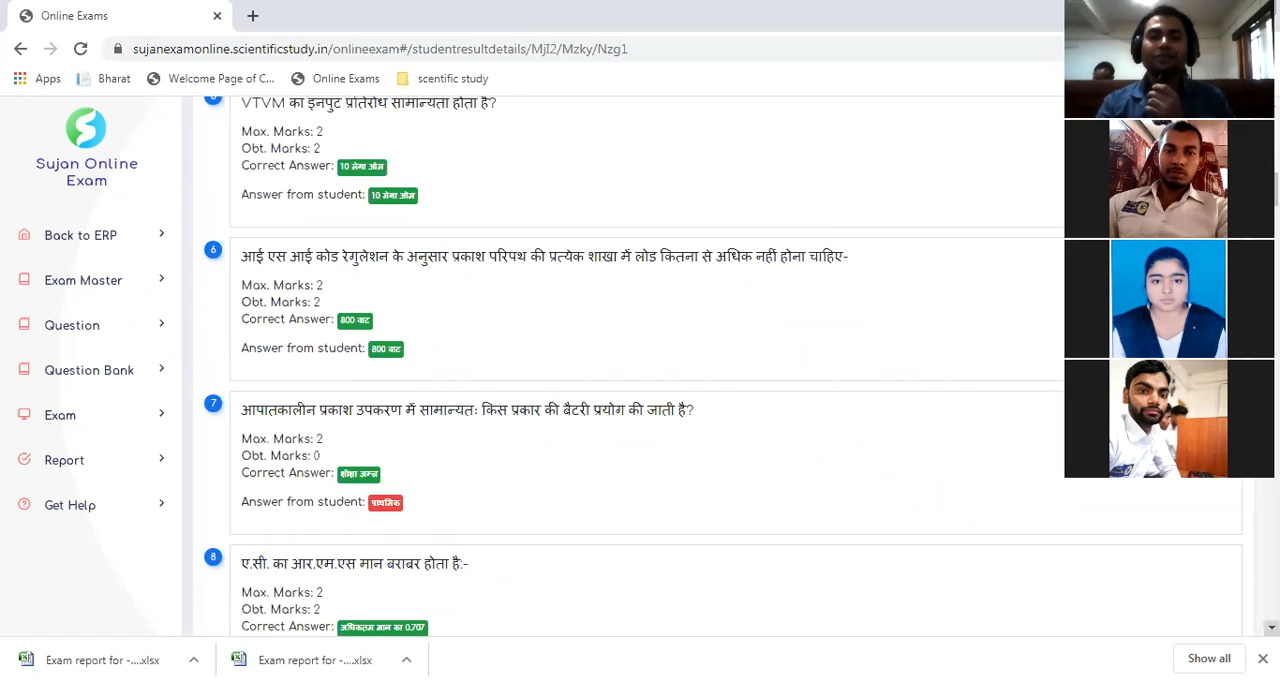 Online Exams
sujanexamonline.scientificstudy.in/onlineexam#/studentresultdetails/MjI2/Mzky/Nzg1
Apps
Bharat
Welcome Page of C...
Online Exams
scientific study
Sujan Online
Exam
Back to ERP
Exam Master
Question
Question Bank
Exam
Report
Get Help
VTVM का इनपुट प्रतिरोध सामान्यता होता है?
Max. Marks: 2
Obt. Marks: 2
Correct Answer: 10 मेगा ओम
Answer from student: 10 मेगा ओम
6
आई एस आई कोड रेगुलेशन के अनुसार प्रकाश परिपथ की प्रत्येक शाखा में लोड कितना से अधिक नहीं होना चाहिए-
Max. Marks: 2
Obt. Marks: 2
Correct Answer: 800 वाट
Answer from student: 800 वाट
7
आपातकालीन प्रकाश उपकरण में सामान्यतः किस प्रकार की बैटरी प्रयोग की जाती है?
Max. Marks: 2
Obt. Marks: 0
Correct Answer: शीशा अम्ल
Answer from student: प्राथमिक
8
ए.सी. का आर.एम.एस मान बराबर होता है:-
Max. Marks: 2
Obt. Marks: 2
Correct Answer: अधिकतम मान का 0.707
Exam report for -....xlsx
Exam report for -....xlsx
Show all